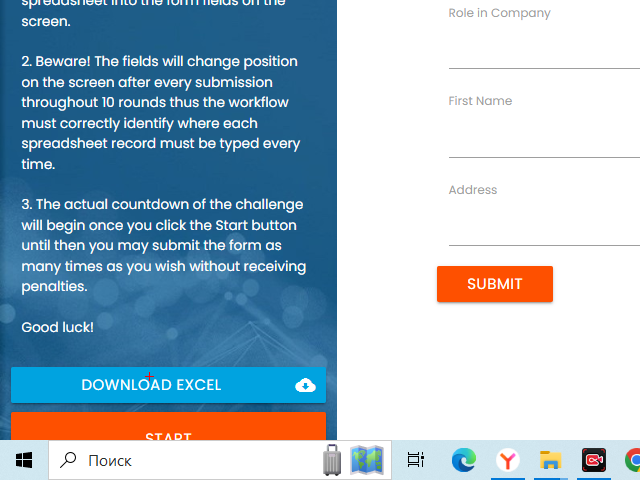 spreadsheet into the form fields on the
screen.
2. Beware! The fields will change position
on the screen after every submission
throughout 10 rounds thus the workflow
must correctly identify where each
spreadsheet record must be typed every
time.
3. The actual countdown of the challenge
will begin once you click the Start button
until then you may submit the form as
many times as you wish without receiving
penalties.
Good luck!
DOWNLOAD EXCEL
START
Role in Company
First Name
Address
SUBMIT
Поиск